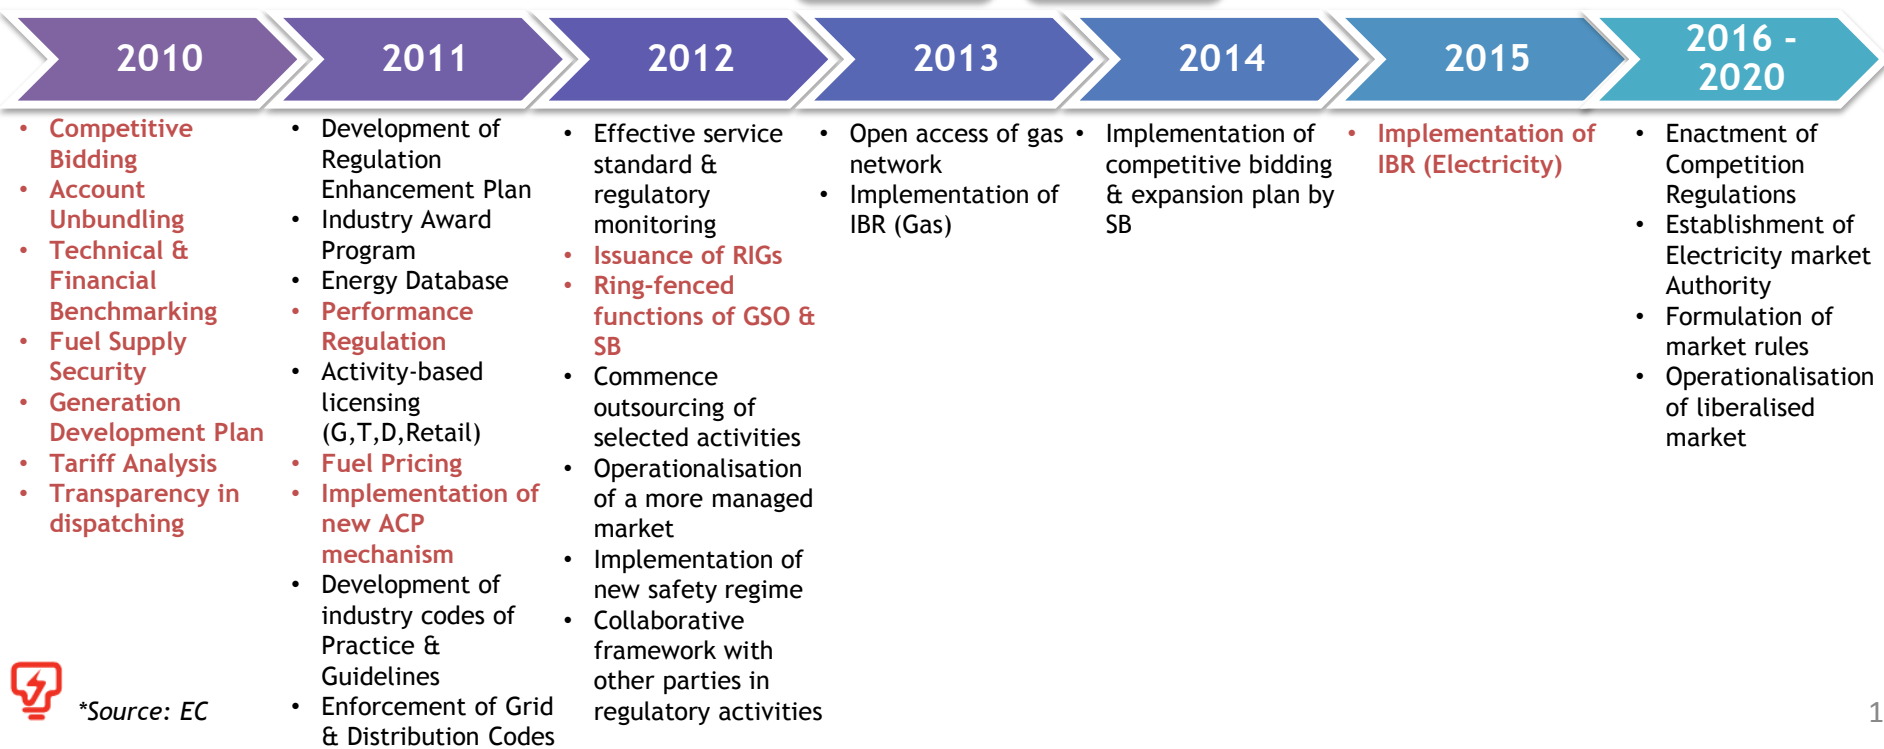 2010
2011
2012
2013
2014
2015
2016 -
2020
• Competitive
Bidding
• Account
Unbundling
• Technical &
Financial
Benchmarking
• Fuel Supply
Security
• Generation
Development Plan
• Tariff Analysis
• Transparency in
dispatching
• Development of
Regulation
Enhancement Plan
• Industry Award
Program
• Energy Database
• Performance
Regulation
• Activity-based
licensing
(G,T,D,Retail)
• Fuel Pricing
• Implementation of
new ACP
mechanism
• Development of
industry codes of
Practice &
Guidelines
• Enforcement of Grid
& Distribution Codes
• Effective service
standard &
regulatory
monitoring
• Issuance of RIGs
• Ring-fenced
functions of GSO &
SB
• Commence
outsourcing of
selected activities
• Operationalisation
of a more managed
market
• Implementation of
new safety regime
• Collaborative
framework with
other parties in
regulatory activities
• Open access of gas
network
• Implementation of
IBR (Gas)
• Implementation of
competitive bidding
& expansion plan by
SB
• Implementation of
IBR (Electricity)
• Enactment of
Competition
Regulations
• Establishment of
Electricity market
Authority
• Formulation of
market rules
• Operationalisation
of liberalised
market
*Source: EC
1